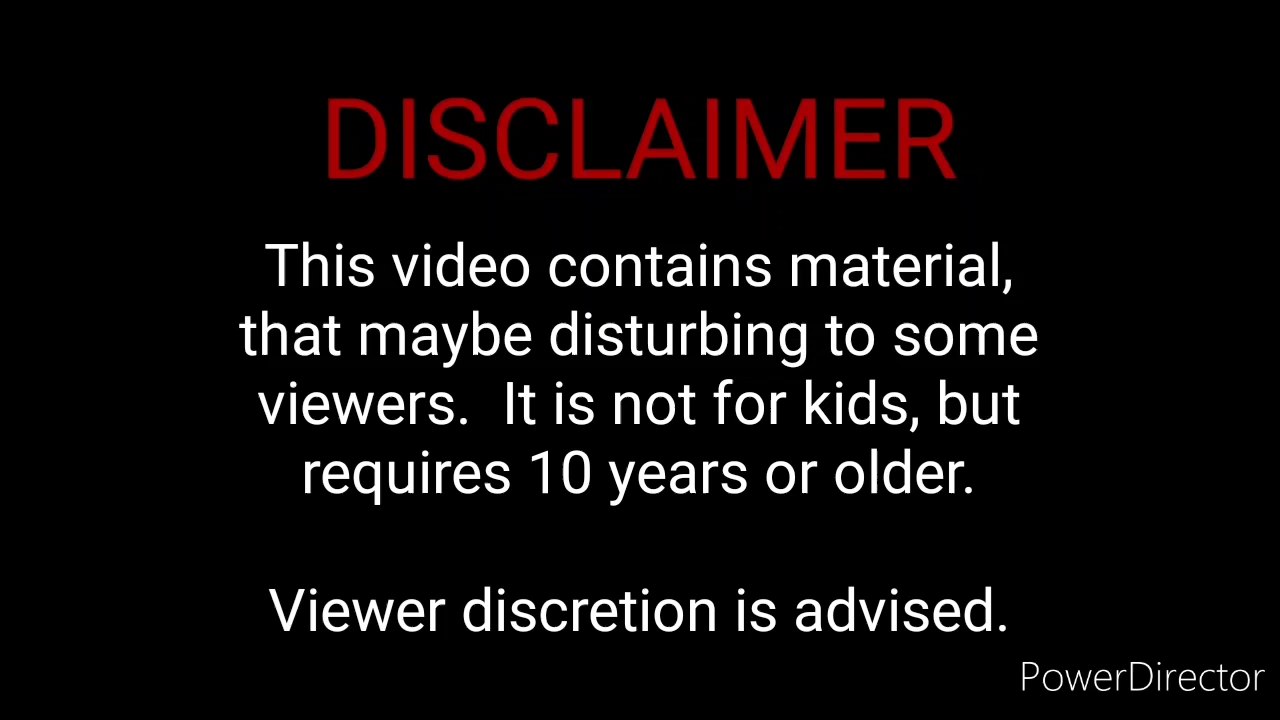 DISCLAIMER
This video contains material,
that maybe disturbing to some
viewers.  It is not for kids, but
requires 10 years or older.
Viewer discretion is advised.
PowerDirector